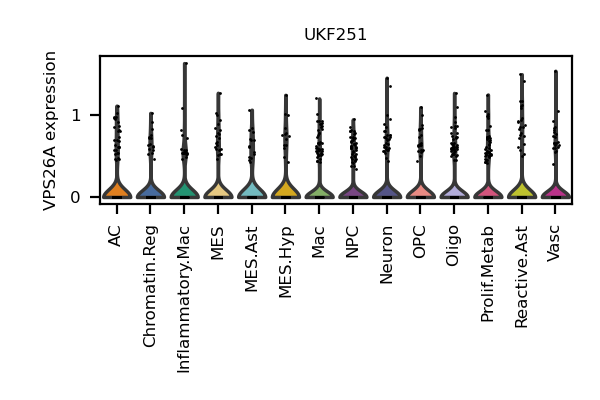 UKF251
VPS26A expression
1
0
AC
Chromatin.Reg
Inflammatory.Mac
MES
MES.Ast
MES.Hyp
Mac
NPC
Neuron
OPC
Oligo
Prolif.Metab
Reactive.Ast
Vasc